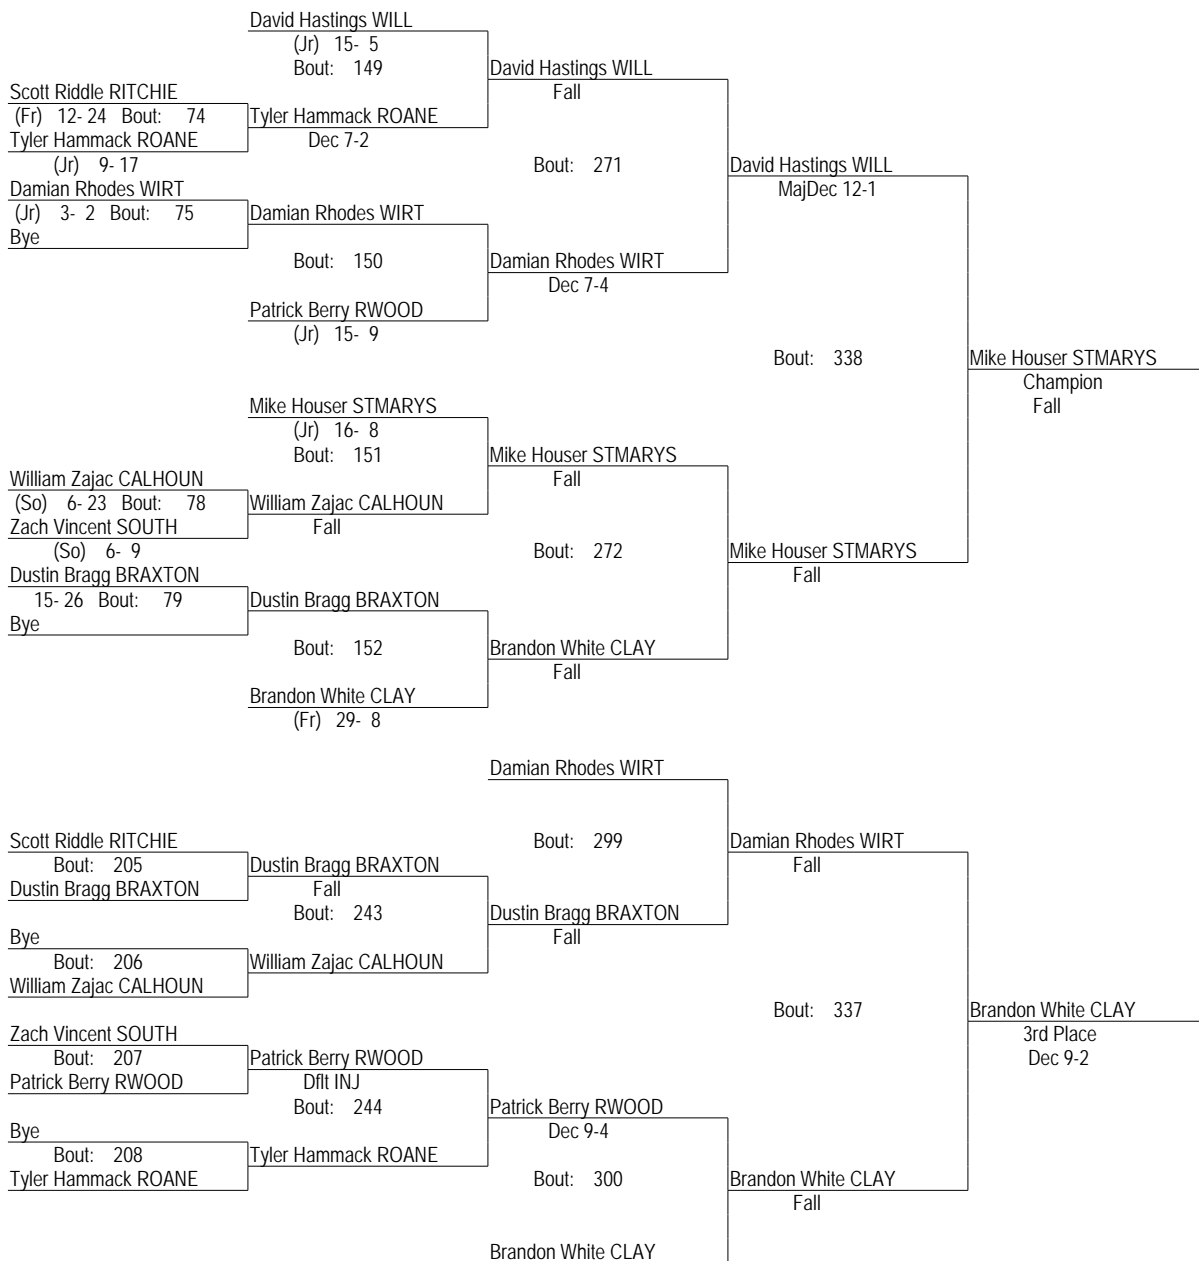 David Hastings WILL
(Jr) 15- 5
Bout: 149
David Hastings WILL
Fall
Scott Riddle RITCHIE
(Fr) 12- 24 Bout: 74
Tyler Hammack ROANE
Dec 7-2
Tyler Hammack ROANE
(Jr) 9- 17
Bout: 271
David Hastings WILL
MajDec 12-1
Damian Rhodes WIRT
(Jr) 3- 2 Bout: 75
Damian Rhodes WIRT
Bye
Bout: 150
Damian Rhodes WIRT
Dec 7-4
Patrick Berry RWOOD
(Jr) 15- 9
Bout: 338
Mike Houser STMARYS
Champion
Fall
Mike Houser STMARYS
(Jr) 16- 8
Bout: 151
Mike Houser STMARYS
Fall
William Zajac CALHOUN
(So) 6- 23 Bout: 78
William Zajac CALHOUN
Fall
Zach Vincent SOUTH
(So) 6- 9
Bout: 272
Mike Houser STMARYS
Fall
Dustin Bragg BRAXTON
15- 26 Bout: 79
Dustin Bragg BRAXTON
Bye
Bout: 152
Brandon White CLAY
Fall
Brandon White CLAY
(Fr) 29- 8
Damian Rhodes WIRT
Bout: 299
Damian Rhodes WIRT
Fall
Scott Riddle RITCHIE
Bout: 205
Dustin Bragg BRAXTON
Dustin Bragg BRAXTON
Fall
Bout: 243
Dustin Bragg BRAXTON
Fall
Bye
Bout: 206
William Zajac CALHOUN
William Zajac CALHOUN
Bout: 337
Brandon White CLAY
3rd Place
Dec 9-2
Zach Vincent SOUTH
Bout: 207
Patrick Berry RWOOD
Patrick Berry RWOOD
Dflt INJ
Bout: 244
Patrick Berry RWOOD
Dec 9-4
Bye
Bout: 208
Tyler Hammack ROANE
Tyler Hammack ROANE
Bout: 300
Brandon White CLAY
Fall
Brandon White CLAY